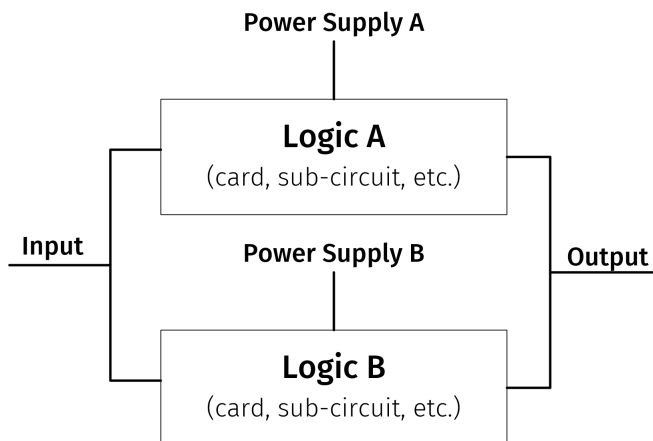 Power Supply A
Logic A
(card, sub-circuit, etc.)
Input
Power Supply B
Output
Logic B
(card, sub-circuit, etc.)